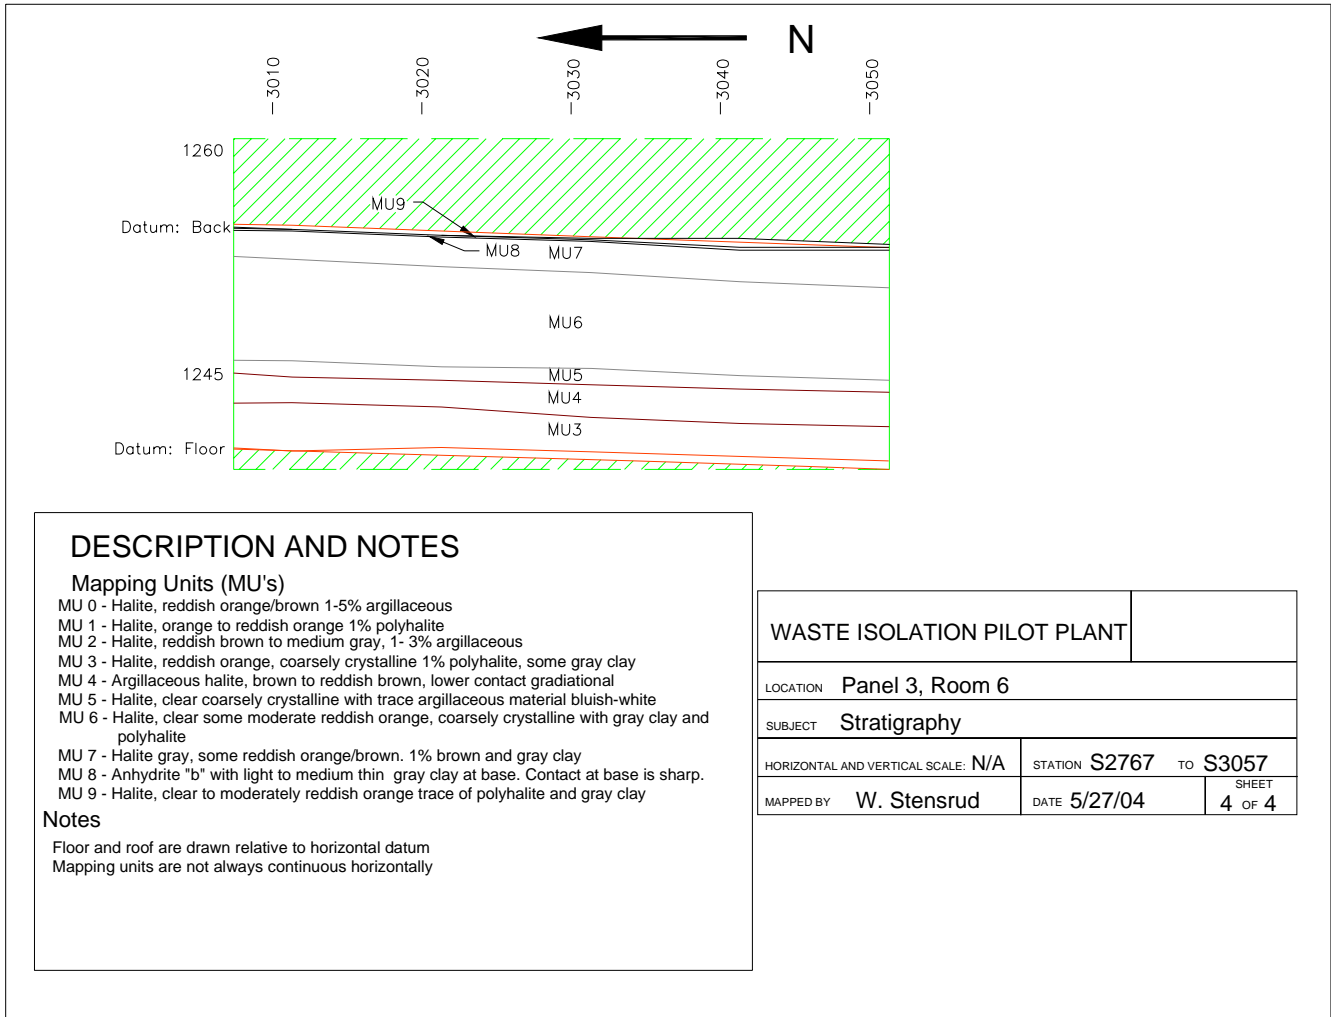 N
-3010
-3020
-3030
-3040
-3050
1260
MU9
Datum: Back
MU8
MU7
MU6
1245
MU5
MU4
MU3
Datum: Floor
DESCRIPTION AND NOTES
Mapping Units (MU's)
MU 0 - Halite, reddish orange/brown 1-5% argillaceous
MU 1 - Halite, orange to reddish orange 1% polyhalite
MU 2 - Halite, reddish brown to medium gray, 1- 3% argillaceous
MU 3 - Halite, reddish orange, coarsely crystalline 1% polyhalite, some gray clay
MU 4 - Argillaceous halite, brown to reddish brown, lower contact gradiational
MU 5 - Halite, clear coarsely crystalline with trace argillaceous material bluish-white
MU 6 - Halite, clear some moderate reddish orange, coarsely crystalline with gray clay and
polyhalite
MU 7 - Halite gray, some reddish orange/brown. 1% brown and gray clay
MU 8 - Anhydrite "b" with light to medium thin gray clay at base. Contact at base is sharp.
MU 9 - Halite, clear to moderately reddish orange trace of polyhalite and gray clay
Notes
Floor and roof are drawn relative to horizontal datum
Mapping units are not always continuous horizontally
WASTE ISOLATION PILOT PLANT
LOCATION Panel 3, Room 6
SUBJECT Stratigraphy
HORIZONTAL AND VERTICAL SCALE: N/A
STATION S2767 TO S3057
MAPPED BY W. Stensrud
DATE 5/27/04
SHEET
4 OF 4